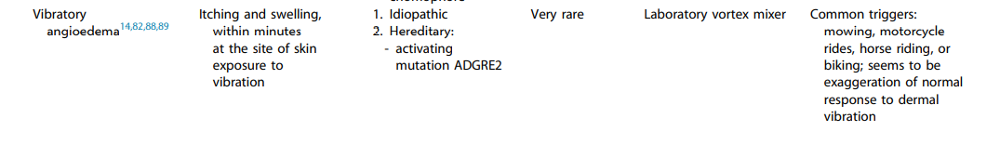 Vibratory
angioedema14,82,88,89
Itching and swelling,
within minutes
at the site of skin
exposure to
vibration
1. Idiopathic
2. Hereditary:
- activating
mutation ADGRE2
Very rare
Laboratory vortex mixer
Common triggers:
mowing, motorcycle
rides, horse riding, or
biking; seems to be
exaggeration of normal
response to dermal
vibration